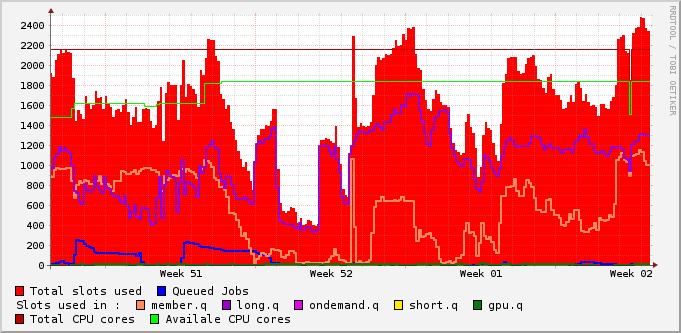 RRDTOOL / TOBI OETIKER
2400
2200
2000
1800
1600
1400
1200
1000
800
600
400
200
0
Week 51 Week 52 Week 01 Week 02
Total slots used Queued Jobs
Slots used in : member.q long.q ondemand.q short.q gpu.q
Total CPU cores Availale CPU cores